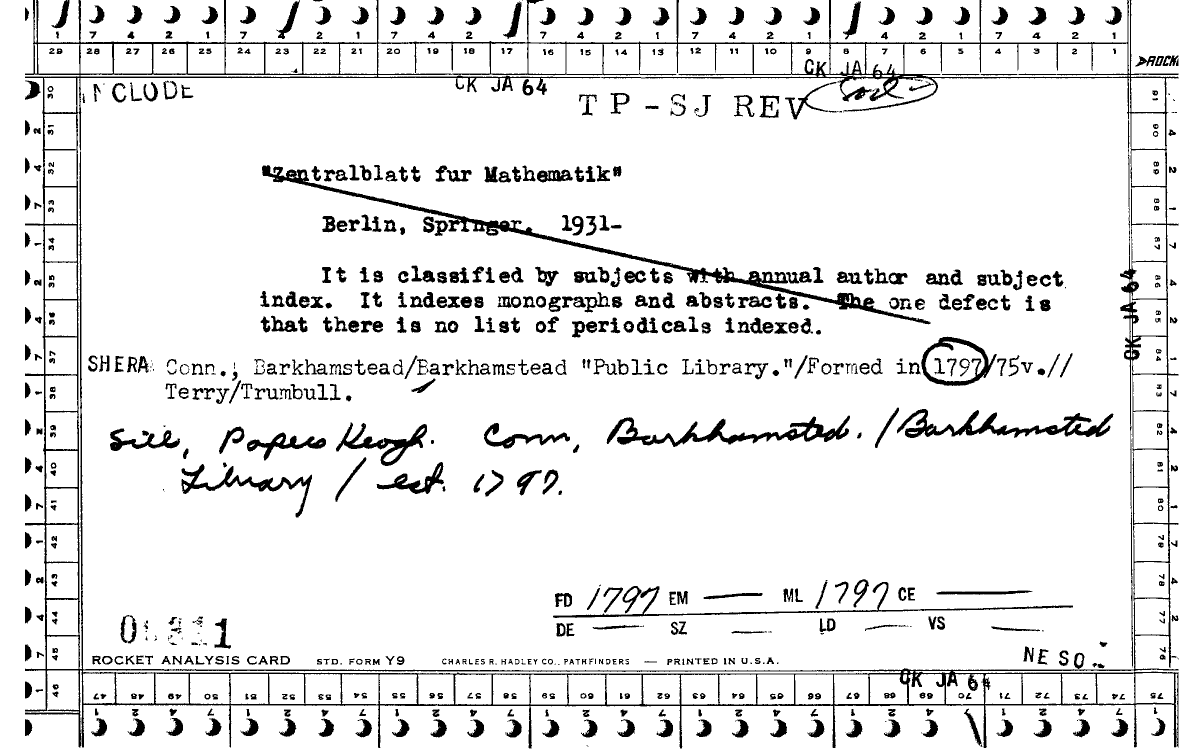 7 4 2 1 7 4 2 1 7 4 2 1 7 4 2 1 7 4 2 1 7 4 2 1
29 28 27 26 25 24 23 22 21 20 19 18 17 16 15 14 13 12 11 10 9 8 7 6 5 4 3 2 1
ROCK
CK JA 64
CK JA 64
INCLUDE
TP-SJ REV
"Zentralblatt fur Mathematik"
Berlin, Springer. 1931-
It is classified by subjects with annual author and subject
index. It indexes monographs and abstracts. The one defect is
that there is no list of periodicals indexed.
CK JA 64
SHERA Conn., Barkhamstead/Barkhamstead "Public Library."/Formed in 1797/75v.//
Terry/Trumbull.
Sill, Papers Keogh. Conn, Barkhamsted. / Barkhamsted
Library / est. 1797.
FD 1797 EM — ML 1797 CE —
DE — SZ — LD — VS —
ROCKET ANALYSIS CARD STD. FORM Y9 CHARLES R. HADLEY CO., PATHFINDERS — PRINTED IN U.S.A.
NE SO
CK JA 64
30 31 32 33 34 35 36 37 38 39 40 41 42 43 44 45 46
91 90 89 88 87 86 85 84 83 82 81 80 79 78 77 76
47 48 49 50 51 52 53 54 55 56 57 58 59 60 61 62 63 64 65 66 67 68 69 70 71 72 73 74 75